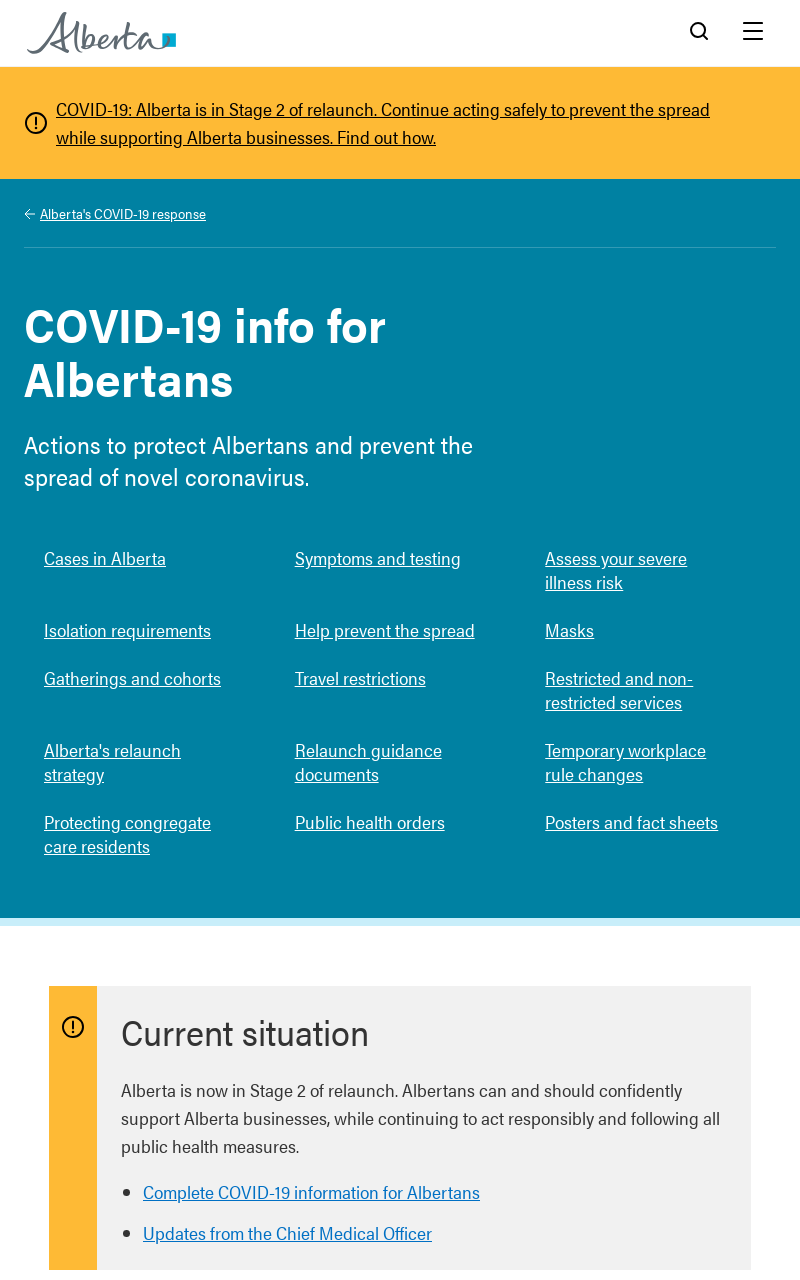 Alberta
COVID-19: Alberta is in Stage 2 of relaunch. Continue acting safely to prevent the spread
while supporting Alberta businesses. Find out how.
Alberta's COVID-19 response
COVID-19 info for
Albertans
Actions to protect Albertans and prevent the
spread of novel coronavirus.
Cases in Alberta
Symptoms and testing
Assess your severe
illness risk
Isolation requirements
Help prevent the spread
Masks
Gatherings and cohorts
Travel restrictions
Restricted and non-
restricted services
Alberta's relaunch
strategy
Relaunch guidance
documents
Temporary workplace
rule changes
Protecting congregate
care residents
Public health orders
Posters and fact sheets
Current situation
Alberta is now in Stage 2 of relaunch. Albertans can and should confidently
support Alberta businesses, while continuing to act responsibly and following all
public health measures.
Complete COVID-19 information for Albertans
Updates from the Chief Medical Officer